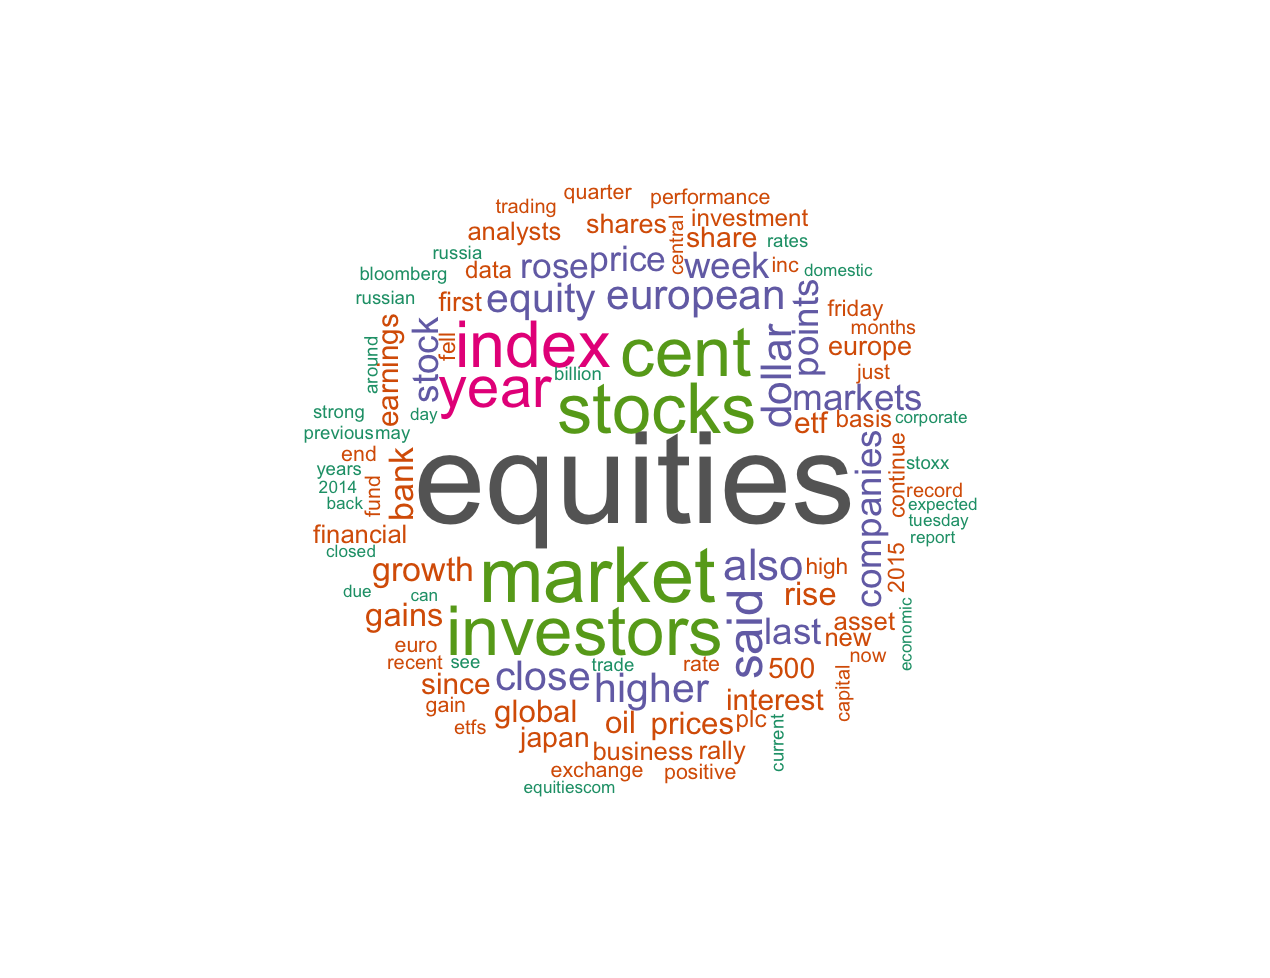 quarter
performance
trading
investment
shares
analysts
central
share
rates
russia
rose
price
week
inc
data
bloomberg
domestic
russian
first
equity
european
points
friday
months
stock
fell
index
cent
dollar
europe
earnings
around
year
billion
just
stocks
markets
day
strong
etf
basis
corporate
previous
may
equities
companies
continue
end
bank
stoxx
years
fund
2014
record
back
expected
tuesday
financial
report
closed
market
also
high
2015
growth
due
can
rise
gains
investors
said
last
asset
new
economic
euro
recent
see
trade
rate
500
now
since
close
higher
interest
capital
gain
global
etfs
oil
prices
plc
japan
business
rally
current
exchange
positive
equitiescom